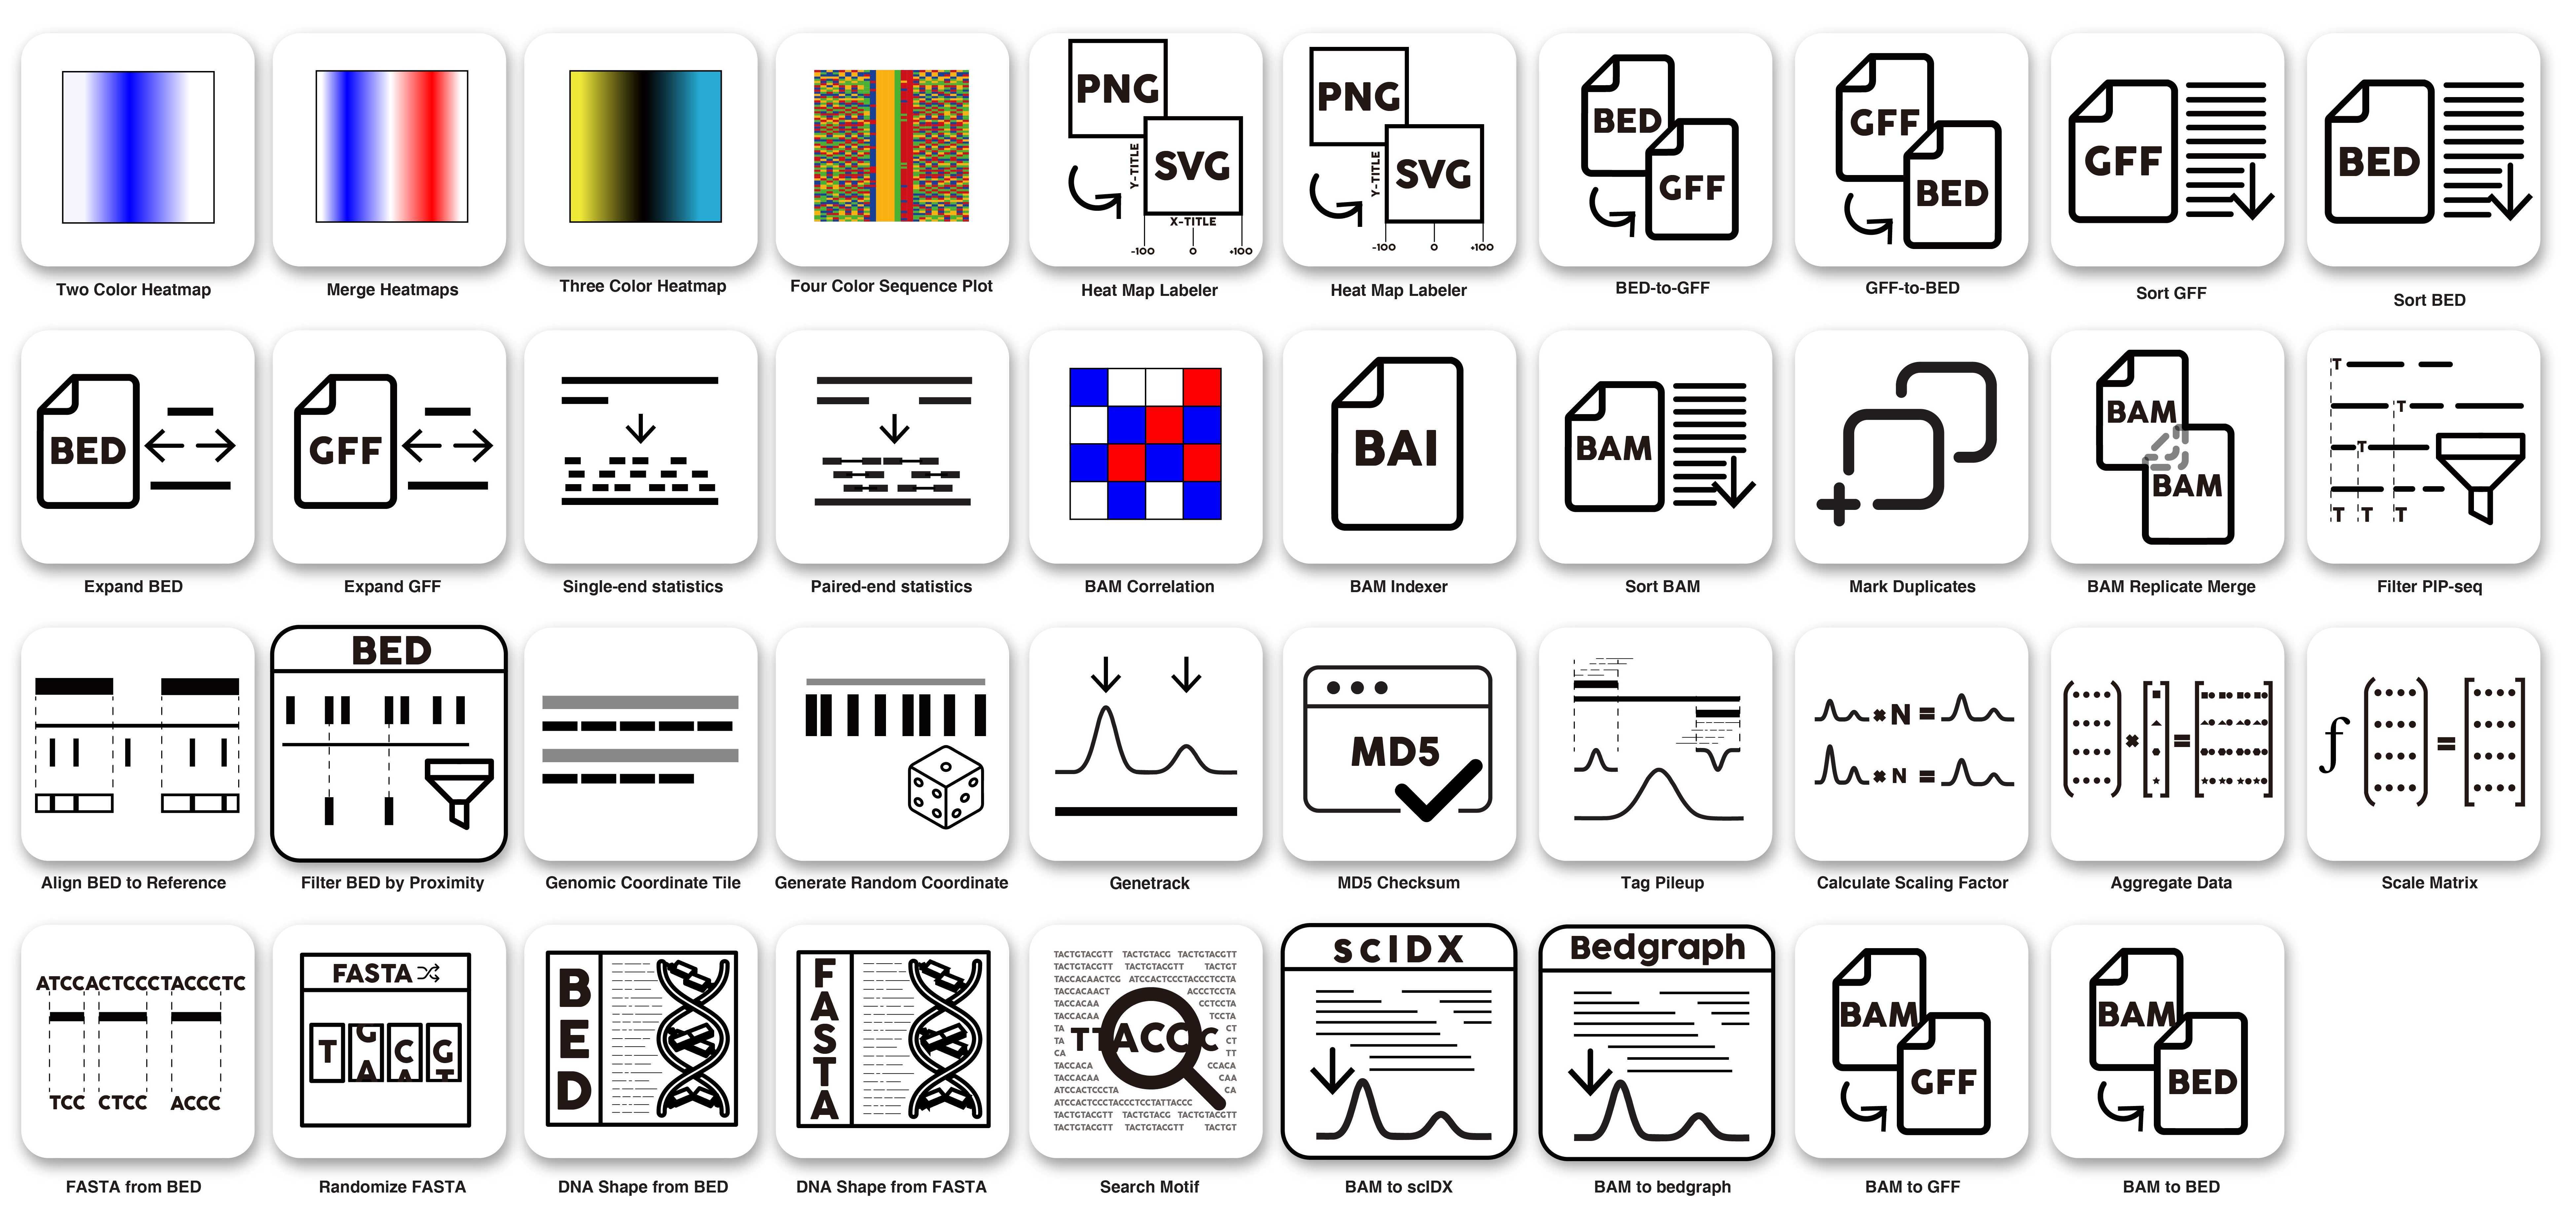 PNG
SVG
Y-TITLE
X-TITLE
-100 0 +100
PNG
SVG
Y-TITLE
-100 0 +100
BED
GFF
GFF
BED
GFF
BED
Two Color Heatmap
Merge Heatmaps
Three Color Heatmap
Four Color Sequence Plot
Heat Map Labeler
Heat Map Labeler
BED-to-GFF
GFF-to-BED
Sort GFF
Sort BED
BED
GFF
BAI
BAM
BAM
BAM
T
T
T
T T T
Expand BED
Expand GFF
Single-end statistics
Paired-end statistics
BAM Correlation
BAM Indexer
Sort BAM
Mark Duplicates
BAM Replicate Merge
Filter PIP-seq
BED
MD5
N =
N =
=
f =
Align BED to Reference
Filter BED by Proximity
Genomic Coordinate Tile
Generate Random Coordinate
Genetrack
MD5 Checksum
Tag Pileup
Calculate Scaling Factor
Aggregate Data
Scale Matrix
ATCCACTCCCTACCCTC
TCC CTCC ACCC
FASTA
T G A C A G T
BED
FASTA
TACTGTACGTT TACTGTACG TACTGTACGTT
TACTGTACGTT TACTGTACGTT TACTGT
TACCACAACTCG ATCCACTCCCTACCCTCCTA
TACCACAACT ACCCTCCTA
TACCACAA CCTCCTA
TACCACAA TCCTA
TA CT
TTACCC
TA CT
CA TT
TACCACA CCACA
TACCACAA CAA
ATCCACTCCCTA CA
ATCCACTCCCTACCCTCCTATTACCC
TACTGTACGTT TACTGTACG TACTGTACGTT
TACTGTACGTT TACTGTACGTT TACTGT
scIDX
Bedgraph
BAM
GFF
BAM
BED
FASTA from BED
Randomize FASTA
DNA Shape from BED
DNA Shape from FASTA
Search Motif
BAM to scIDX
BAM to bedgraph
BAM to GFF
BAM to BED